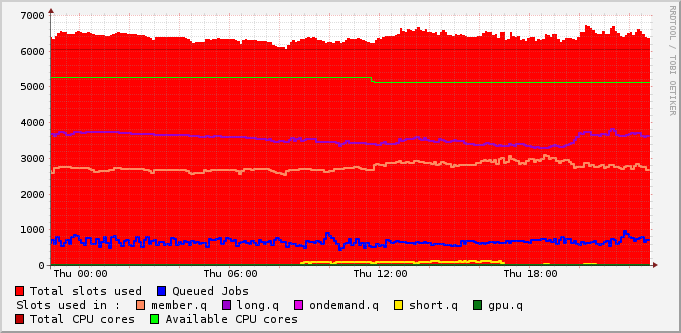 7000
6000
5000
4000
3000
2000
1000
0
Thu 00:00 Thu 06:00 Thu 12:00 Thu 18:00
RRDTOOL / TOBI OETIKER
Total slots used Queued Jobs
Slots used in : member.q long.q ondemand.q short.q gpu.q
Total CPU cores Available CPU cores